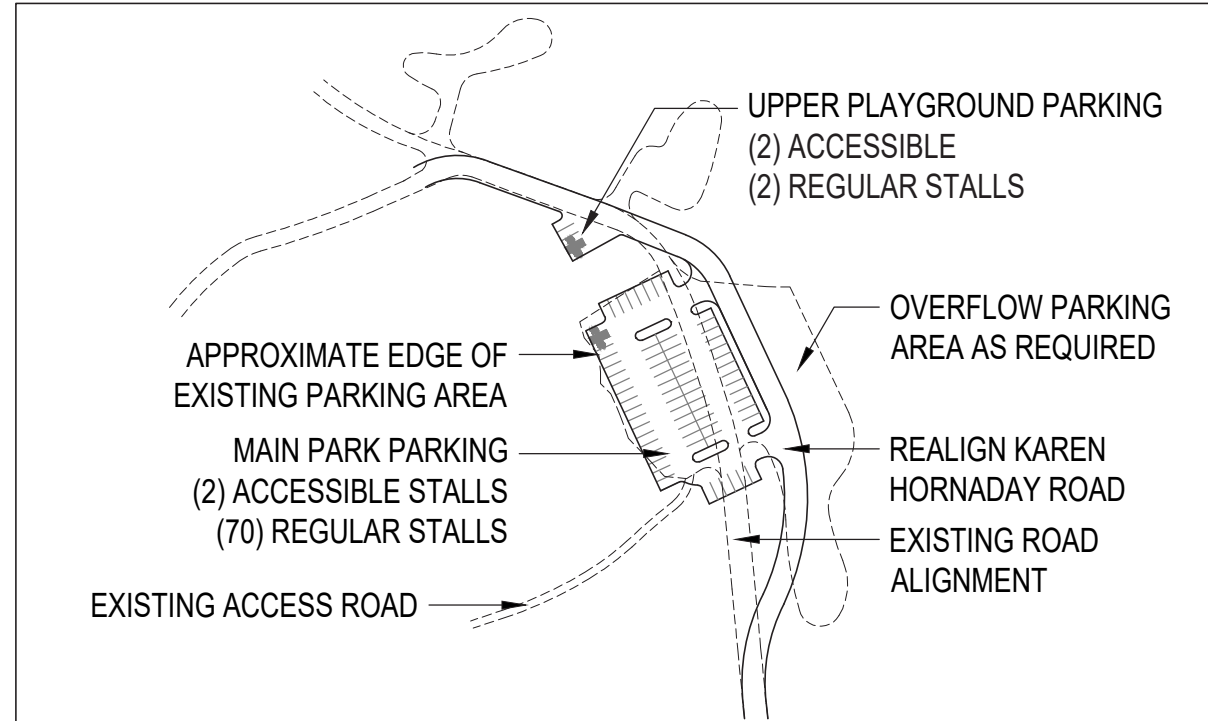 UPPER PLAYGROUND PARKING
(2) ACCESSIBLE
(2) REGULAR STALLS
OVERFLOW PARKING
AREA AS REQUIRED
APPROXIMATE EDGE OF
EXISTING PARKING AREA
MAIN PARK PARKING
(2) ACCESSIBLE STALLS
(70) REGULAR STALLS
REALIGN KAREN
HORNADAY ROAD
EXISTING ROAD
ALIGNMENT
EXISTING ACCESS ROAD